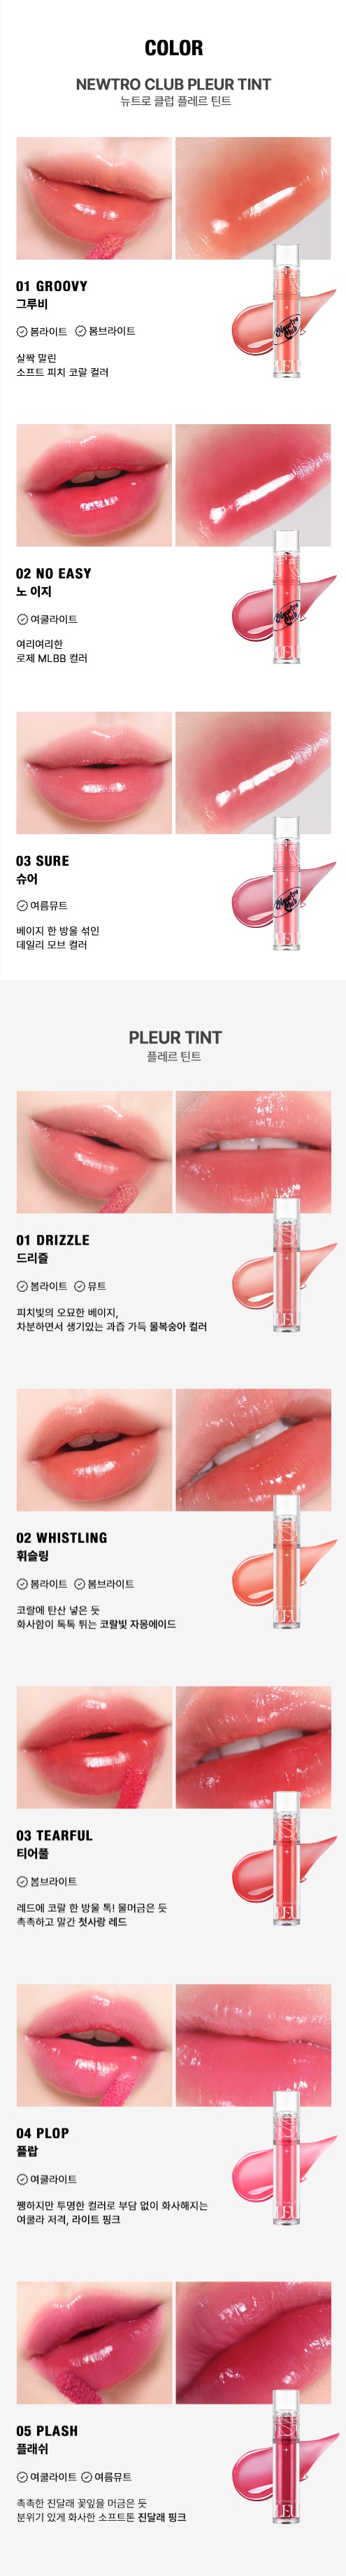 COLOR
NEWTRO CLUB PLEUR TINT
뉴트로 클럽 플레르 틴트
01 GROOVY
그루비
봄라이트 봄브라이트
살짝 말린
소프트 피치 코랄 컬러
02 NO EASY
노 이지
여쿨라이트
여리여리한
로제 MLBB 컬러
03 SURE
슈어
여름뮤트
베이지 한 방울 섞인
데일리 모브 컬러
PLEUR TINT
플레르 틴트
01 DRIZZLE
드리즐
봄라이트 뮤트
피치빛의 오묘한 베이지,
차분하면서 생기있는 과즙 가득 물복숭아 컬러
02 WHISTLING
휘슬링
봄라이트 봄브라이트
코랄에 탄산 넣은 듯
화사함이 톡톡 튀는 코랄빛 자몽에이드
03 TEARFUL
티어풀
봄브라이트
레드에 코랄 한 방울 톡! 물머금은 듯
촉촉하고 말간 첫사랑 레드
04 PLOP
플랍
여쿨라이트
쨍하지만 투명한 컬러로 부담 없이 화사해지는
여쿨라 저격, 라이트 핑크
05 PLASH
플래쉬
여쿨라이트 여름뮤트
촉촉한 진달래 꽃잎을 머금은 듯
분위기 있게 화사한 소프트톤 진달래 핑크